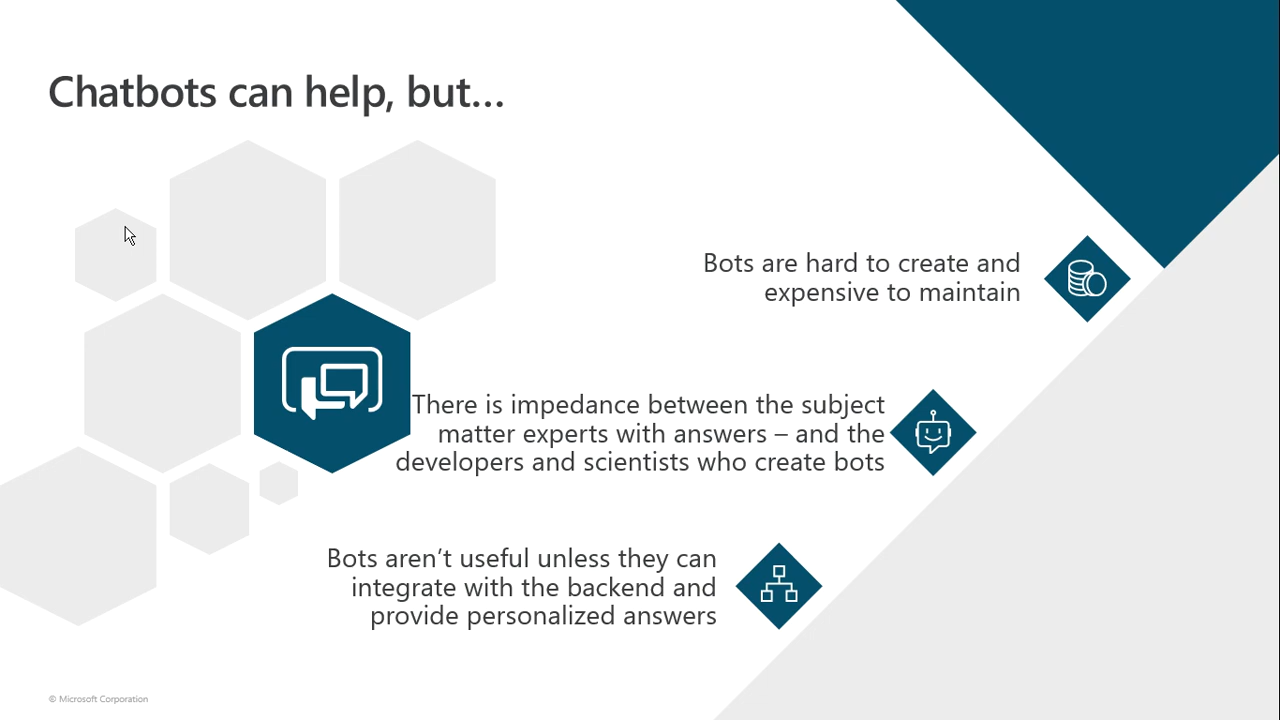 Chatbots can help, but...
Bots are hard to create and
expensive to maintain
There is impedance between the subject
matter experts with answers – and the
developers and scientists who create bots
Bots aren’t useful unless they can
integrate with the backend and
provide personalized answers
© Microsoft Corporation